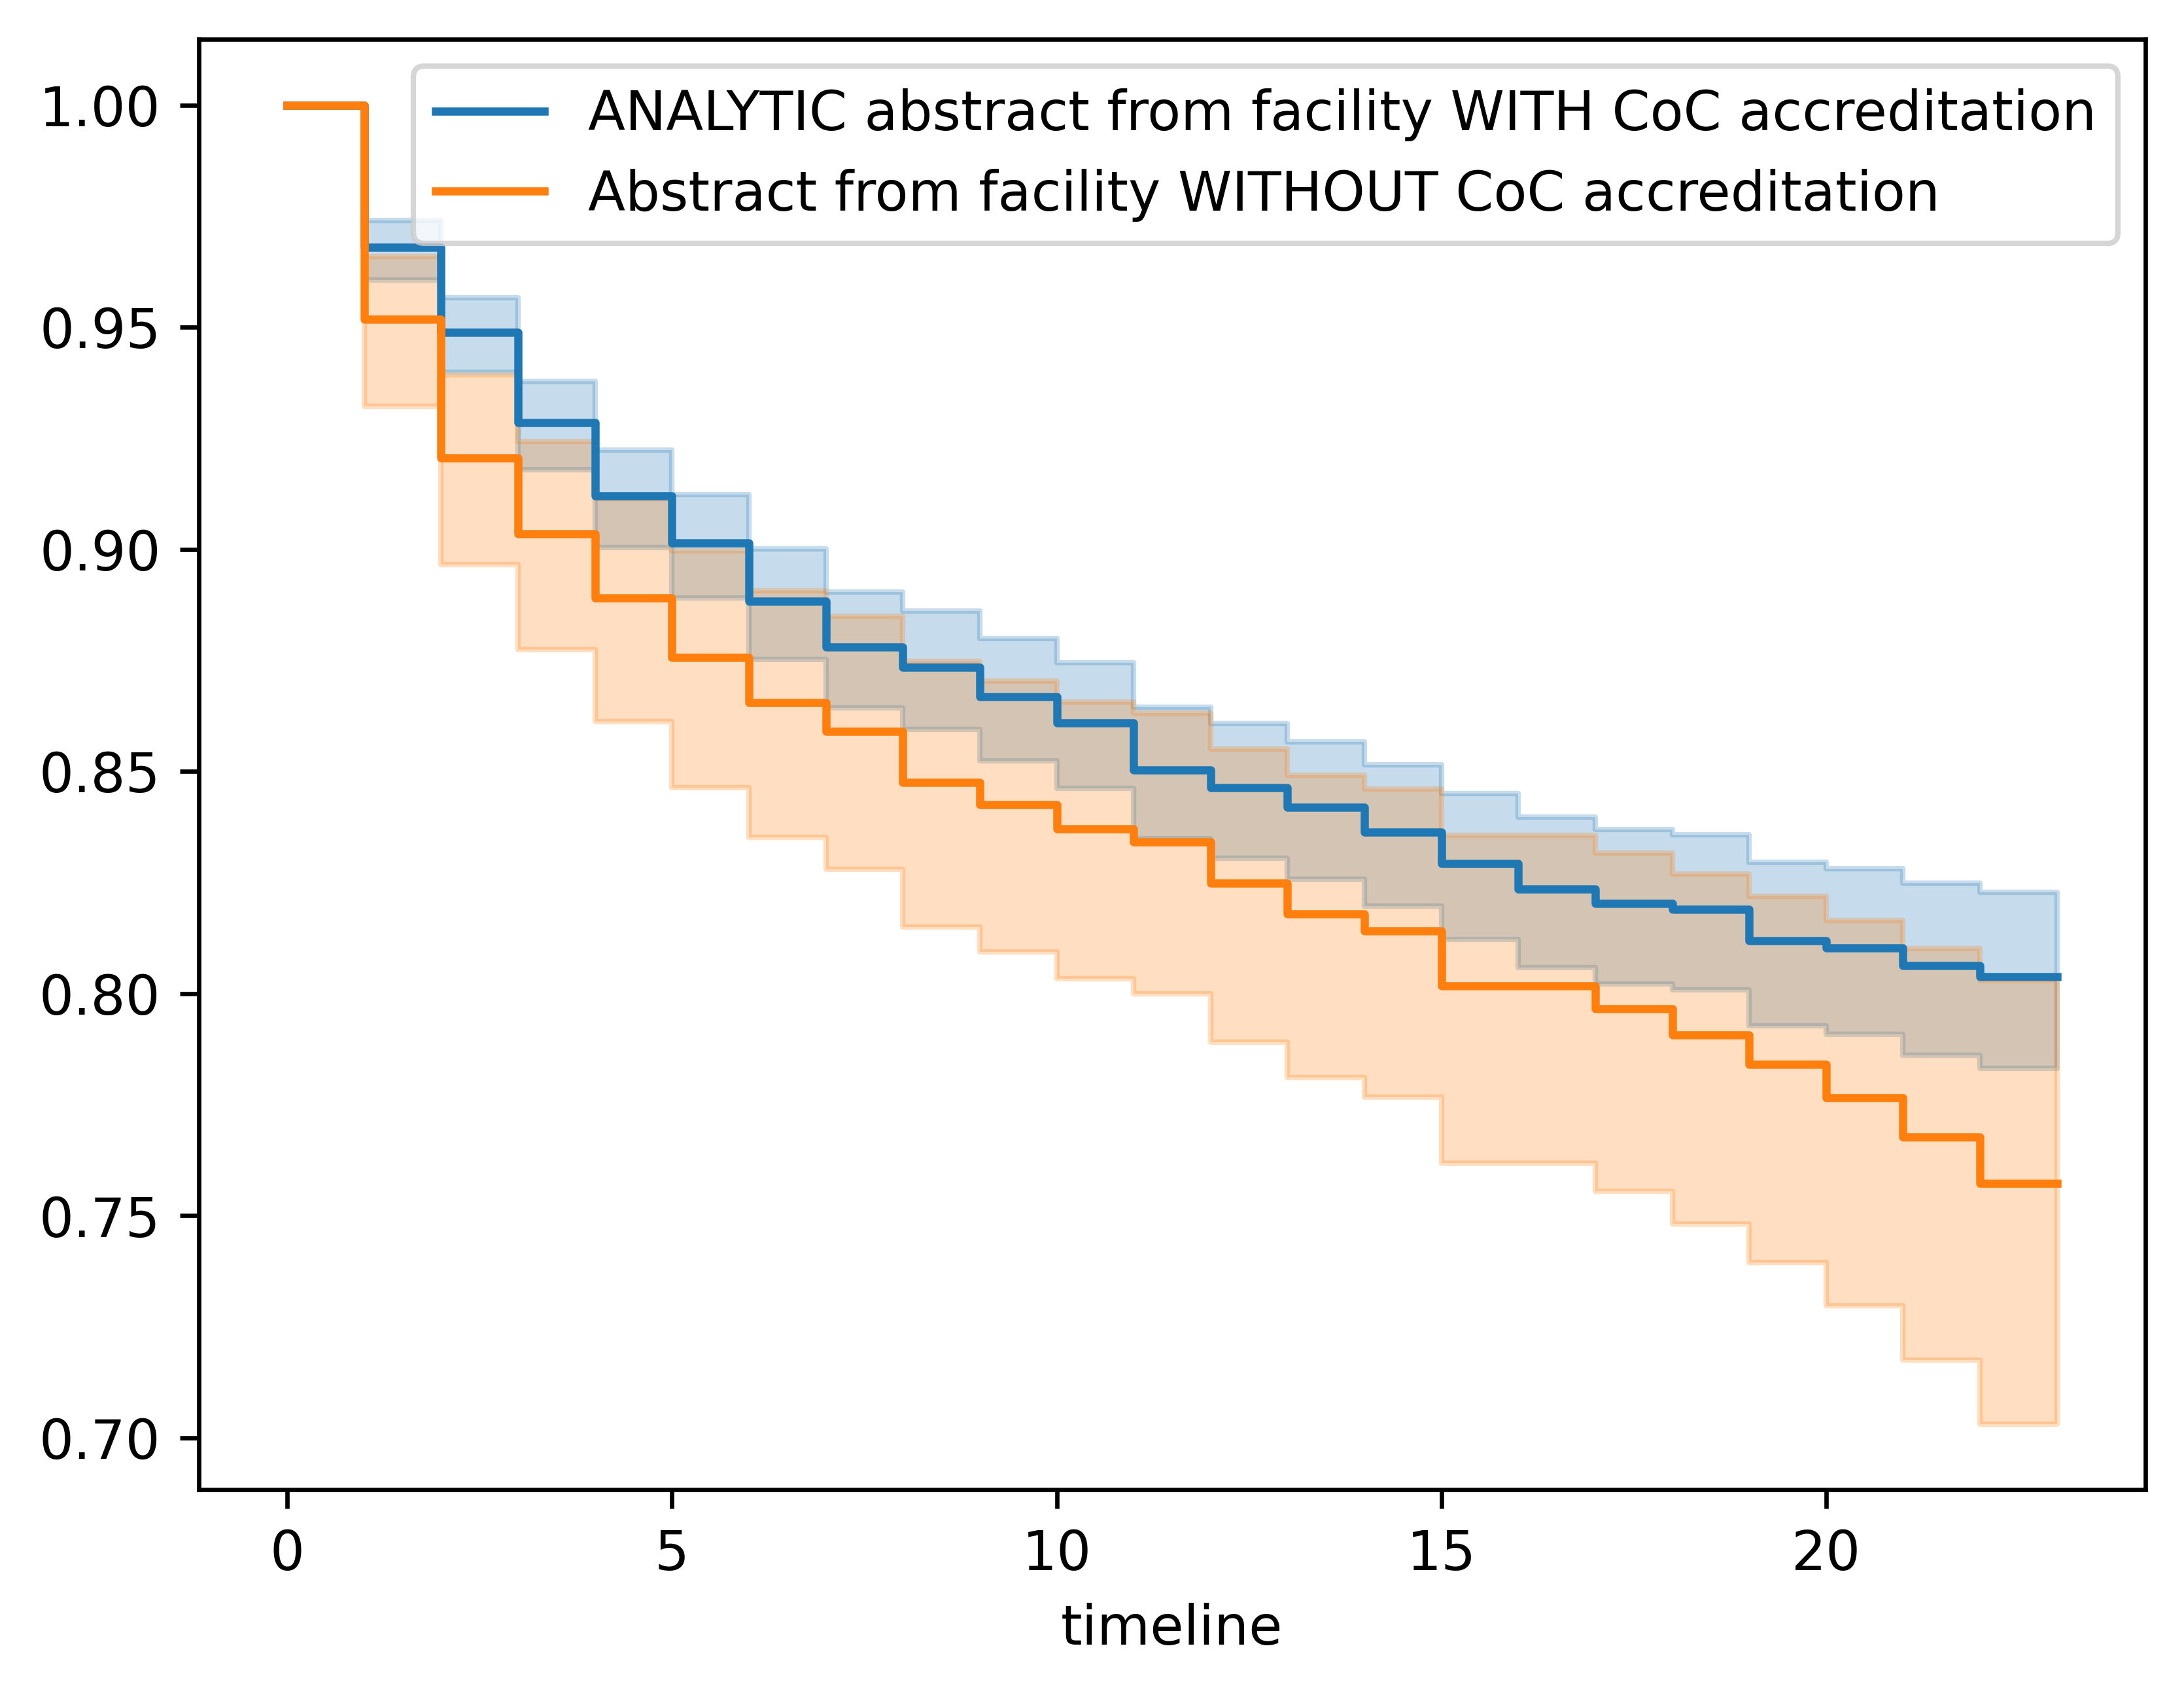 ANALYTIC abstract from facility WITH CoC accreditation
Abstract from facility WITHOUT CoC accreditation
1.00
0.95
0.90
0.85
0.80
0.75
0.70
0 5 10 15 20
timeline